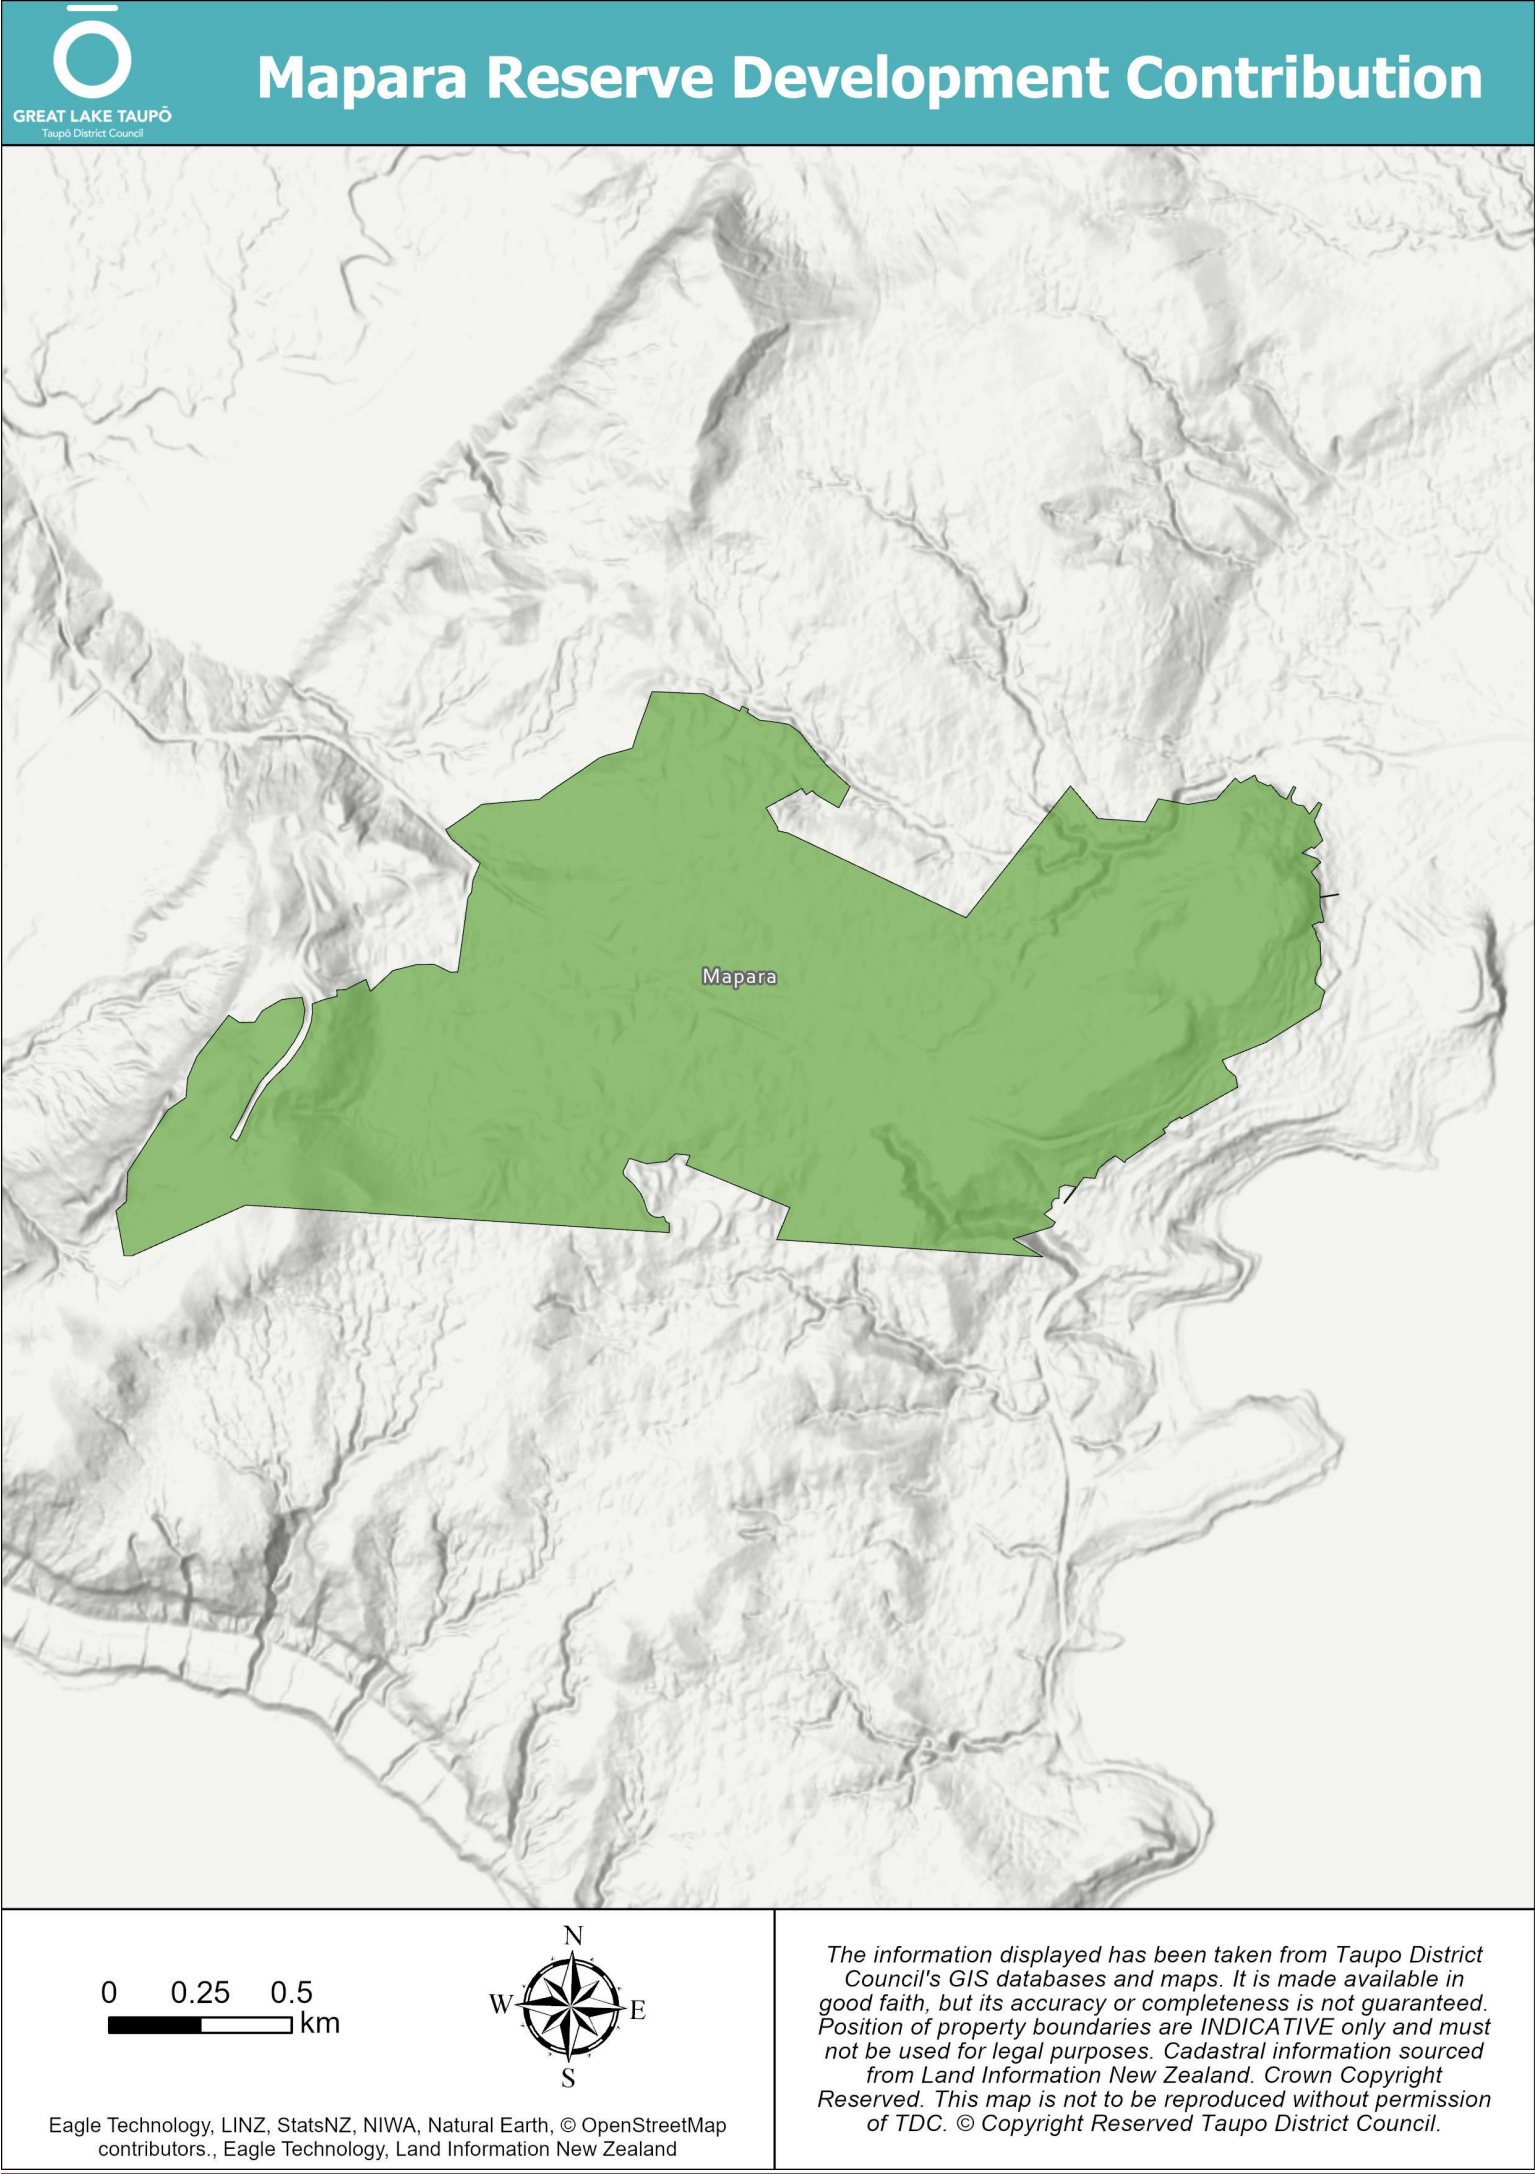 GREAT LAKE TAUPŌ
Taupō District Council
Mapara Reserve Development Contribution
Mapara
0 0.25 0.5
km
N
W E
S
Eagle Technology, LINZ, StatsNZ, NIWA, Natural Earth, © OpenStreetMap
contributors., Eagle Technology, Land Information New Zealand
The information displayed has been taken from Taupo District
Council's GIS databases and maps. It is made available in
good faith, but its accuracy or completeness is not guaranteed.
Position of property boundaries are INDICATIVE only and must
not be used for legal purposes. Cadastral information sourced
from Land Information New Zealand. Crown Copyright
Reserved. This map is not to be reproduced without permission
of TDC. © Copyright Reserved Taupo District Council.